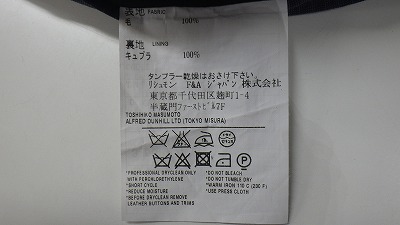 表地 FABRIC
毛 100%
裏地 LINING
キュプラ 100%
タンブラー乾燥はおさけ下さい。
リシュモン F&A ジャパン 株式会社
東京都千代田区麹町1-4
半蔵門ファーストビル7F
TOSHIHIKO MASUMOTO
ALFRED DUNHILL LTD (TOKYO MISURA)
*PROFESSIONAL DRYCLEAN ONLY *DO NOT BLEACH
WITH PERCHLORETHYLENE *DO NOT TUMBLE DRY
*SHORT CYCLE *WARM IRON 110 C (230 F)
*REDUCE MOISTURE *USE PRESS CLOTH
*BEFORE DRYCLEAN REMOVE
LEATHER BUTTONS AND TRIMS